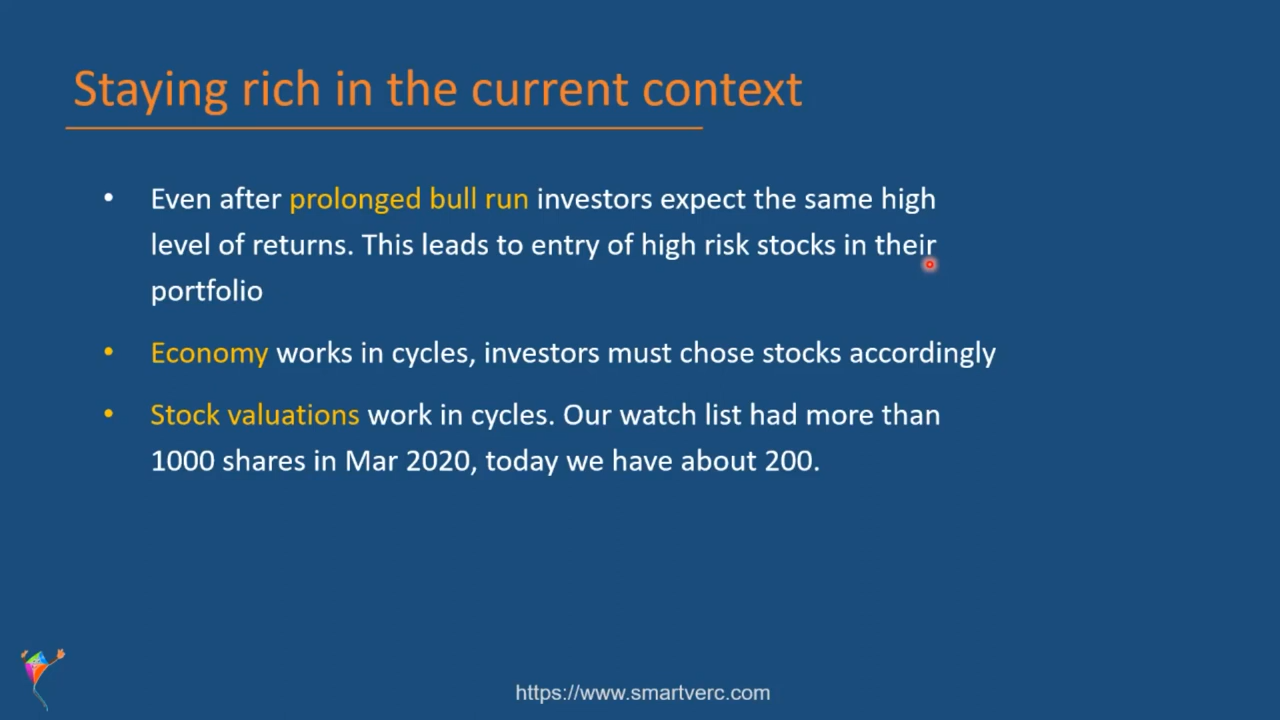 Staying rich in the current context
• Even after prolonged bull run investors expect the same high
level of returns. This leads to entry of high risk stocks in their
portfolio
• Economy works in cycles, investors must chose stocks accordingly
• Stock valuations work in cycles. Our watch list had more than
1000 shares in Mar 2020, today we have about 200.
https://www.smartverc.com